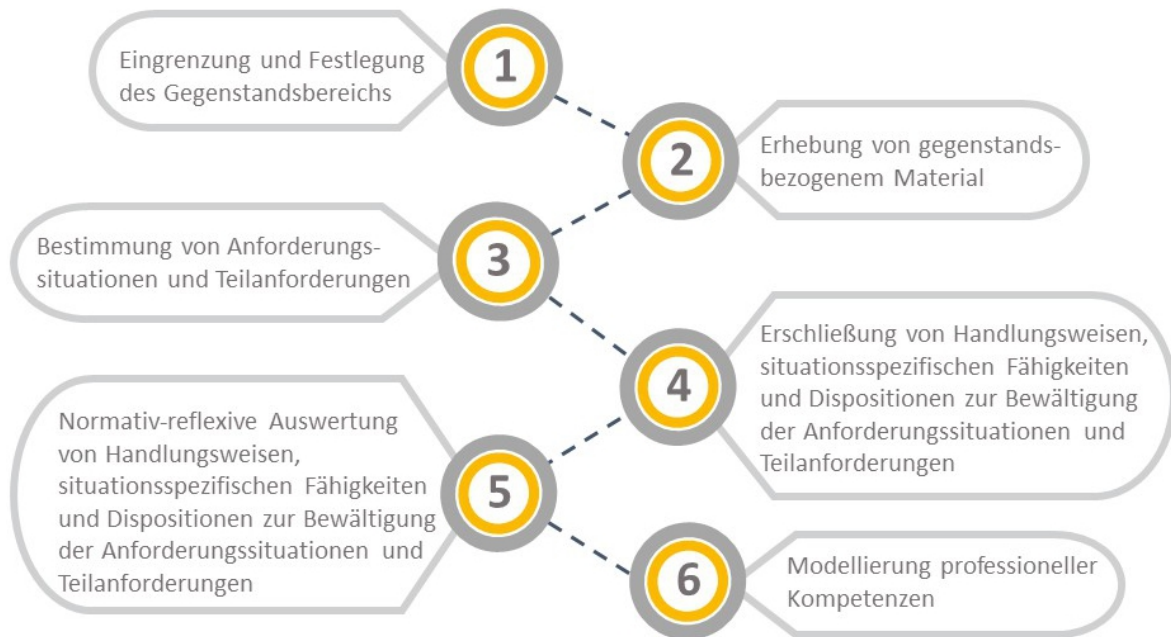 1
Eingrenzung und Festlegung
des Gegenstandsbereichs
2
Erhebung von gegenstands-
bezogenem Material
3
Bestimmung von Anforderungs-
situationen und Teilanforderungen
4
Erschließung von Handlungsweisen,
situationsspezifischen Fähigkeiten
und Dispositionen zur Bewältigung
der Anforderungssituationen und
Teilanforderungen
5
Normativ-reflexive Auswertung
von Handlungsweisen,
situationsspezifischen Fähigkeiten
und Dispositionen zur Bewältigung
der Anforderungssituationen und
Teilanforderungen
6
Modellierung professioneller
Kompetenzen